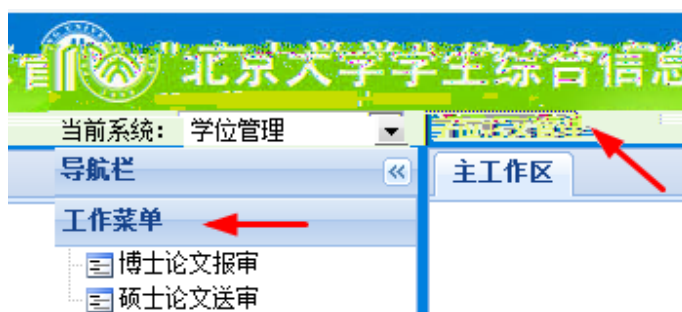 北京大学学生综合信息
当前系统： 学位管理
导航栏
主工作区
工作菜单
博士论文报审
硕士论文送审